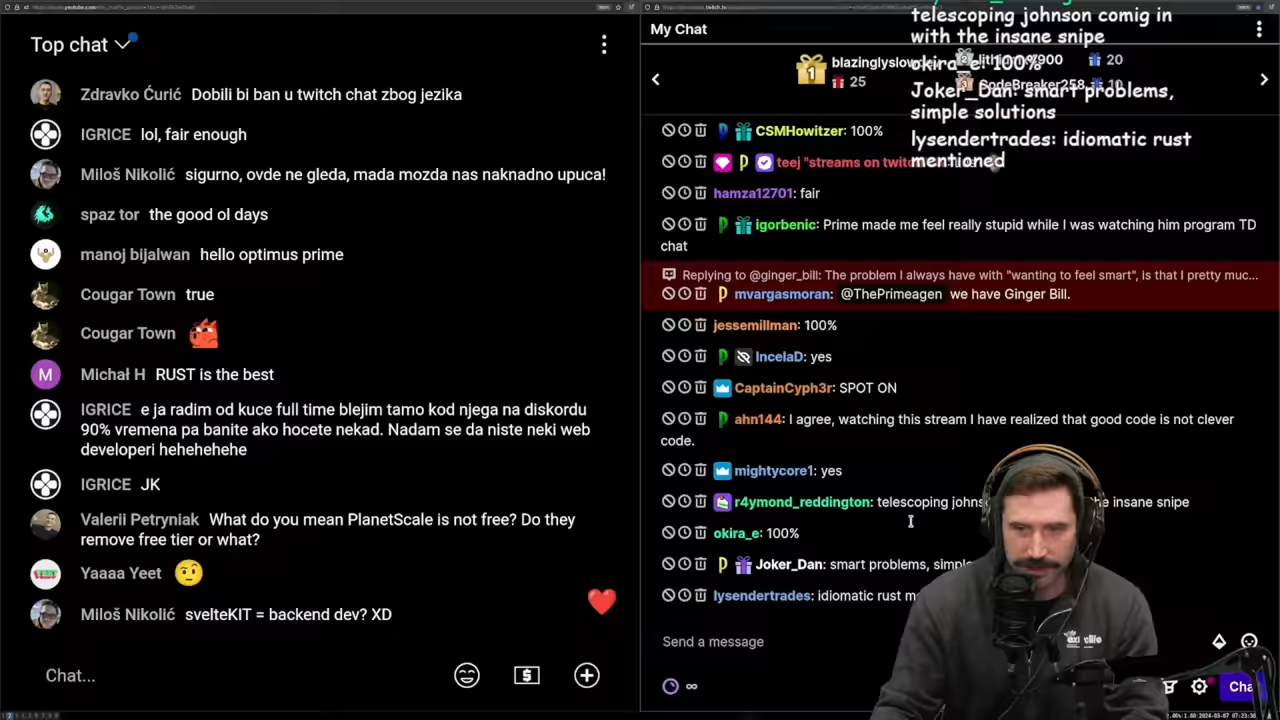 Top chat
Zdravko Ćurić Dobili bi ban u twitch chat zbog jezika
IGRICE lol, fair enough
Miloš Nikolić sigurno, ovde ne gleda, mada mozda nas naknadno upuca!
spaz tor the good ol days
manoj bijalwan hello optimus prime
Cougar Town true
Cougar Town
Michał H RUST is the best
IGRICE e ja radim od kuce full time blejim tamo kod njega na diskordu
90% vremena pa banite ako hocete nekad. Nadam se da niste neki web
developeri hehehehehe
IGRICE JK
Valerii Petryniak What do you mean PlanetScale is not free? Do they
remove free tier or what?
Yaaaa Yeet
Miloš Nikolić svelteKIT = backend dev? XD
Chat...
My Chat
blazinglyslow
25
900
20
CodeBreaker258
telescoping johnson comig in
with the insane snipe
okira_e: 100%
Joker_Dan: smart problems,
simple solutions
lysendertrades: idiomatic rust
mentioned
CSMHowitzer: 100%
teej "streams on
hamza12701: fair
igorbenic: Prime made me feel really stupid while I was watching him program TD
chat
Replying to @ginger_bill: The problem I always have with "wanting to feel smart", is that I pretty muc...
mvargasmoran: @ThePrimeagen we have Ginger Bill.
jessemillman: 100%
IncelaD: yes
CaptainCyph3r: SPOT ON
ahn144: I agree, watching this stream I have realized that good code is not clever
code.
mightycore1: yes
r4ymond_reddington: telescoping johns he insane snipe
okira_e: 100%
Joker_Dan: smart problems, simple
lysendertrades: idiomatic rust
Send a message
Cha